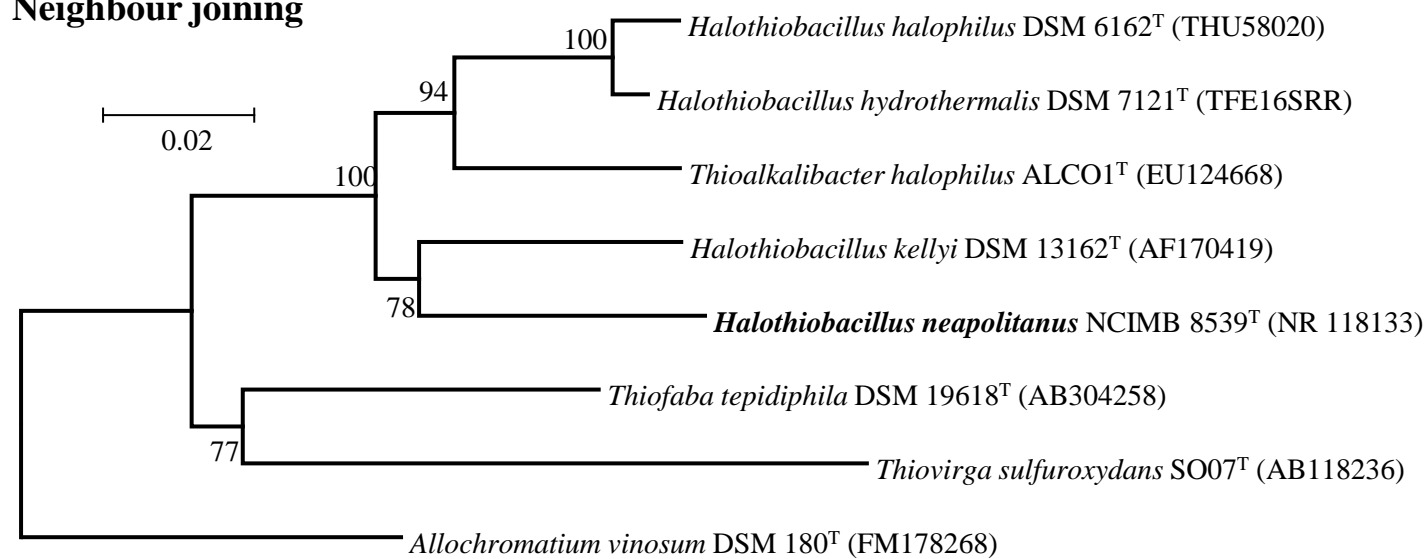 Neighbour joining
100
Halothiobacillus halophilus DSM 6162ᵀ (THU58020)
94
Halothiobacillus hydrothermalis DSM 7121ᵀ (TFE16SRR)
0.02
100
Thioalkalibacter halophilus ALCO1ᵀ (EU124668)
Halothiobacillus kellyi DSM 13162ᵀ (AF170419)
78
Halothiobacillus neapolitanus NCIMB 8539ᵀ (NR 118133)
Thiofaba tepidiphila DSM 19618ᵀ (AB304258)
77
Thiovirga sulfuroxydans SO07ᵀ (AB118236)
Allochromatium vinosum DSM 180ᵀ (FM178268)